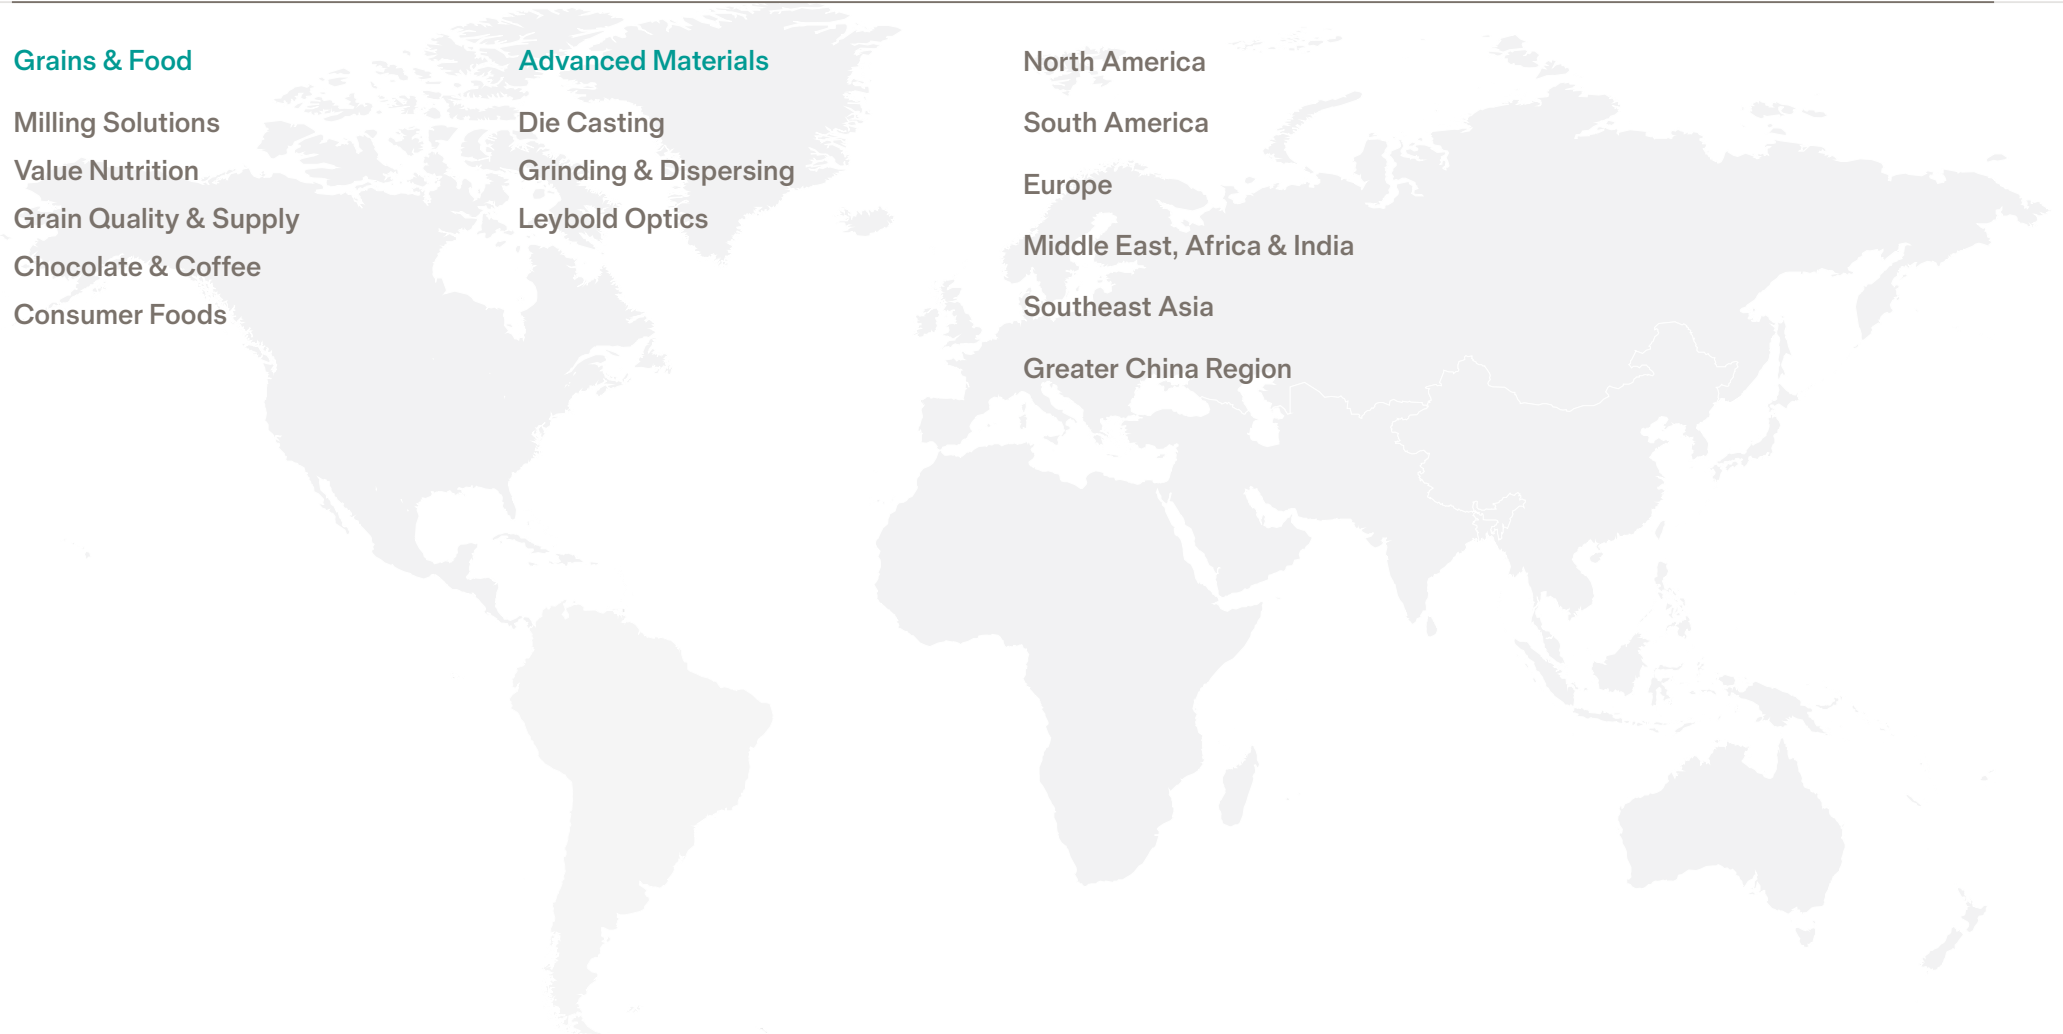 Grains & Food
Milling Solutions
Value Nutrition
Grain Quality & Supply
Chocolate & Coffee
Consumer Foods
Advanced Materials
Die Casting
Grinding & Dispersing
Leybold Optics
North America
South America
Europe
Middle East, Africa & India
Southeast Asia
Greater China Region